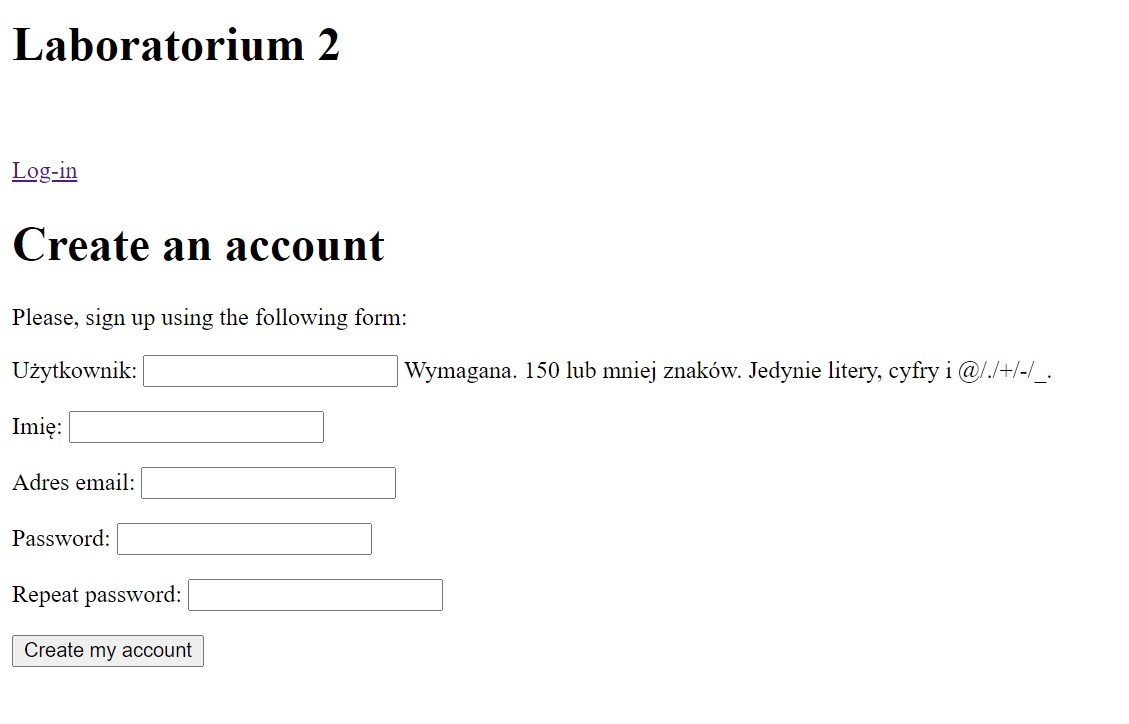 Laboratorium 2
Log-in
Create an account
Please, sign up using the following form:
Użytkownik: Wymagana. 150 lub mniej znaków. Jedynie litery, cyfry i @/./+/-/_.
Imię:
Adres email:
Password:
Repeat password:
Create my account